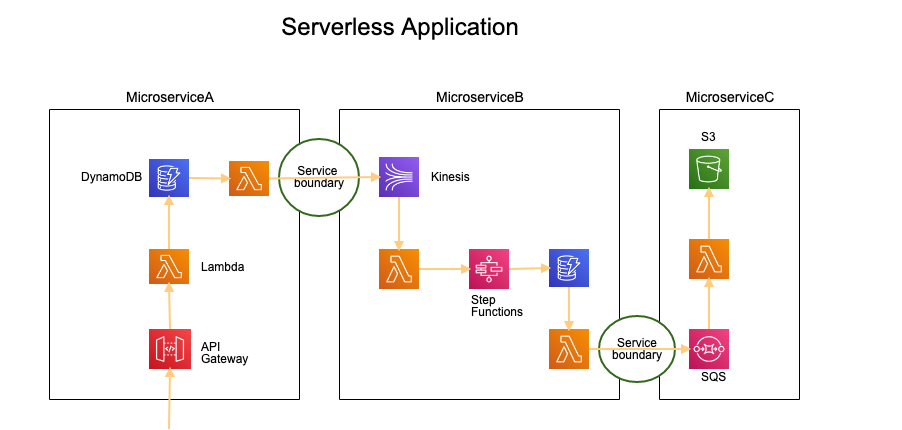 Serverless Application
MicroserviceA
MicroserviceB
MicroserviceC
S3
DynamoDB
Service
boundary
Kinesis
Lambda
Step
Functions
API
Gateway
Service
boundary
SQS